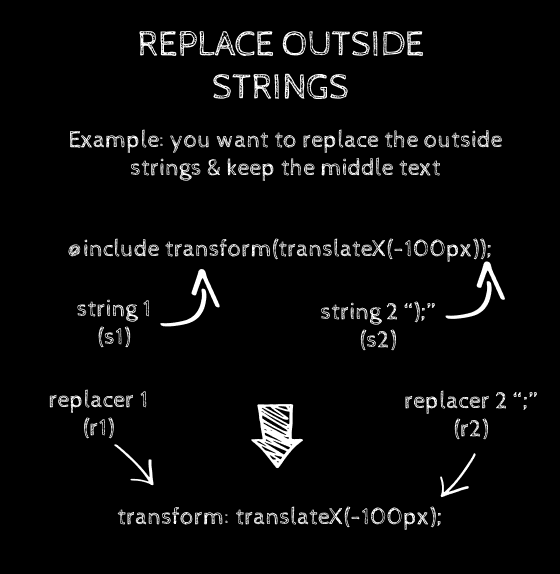 REPLACE OUTSIDE
STRINGS
Example: you want to replace the outside
strings & keep the middle text
@include transform(translateX(-100px));
string 1
(s1)
string 2 “);”
(s2)
replacer 1
(r1)
replacer 2 “;”
(r2)
transform: translateX(-100px);